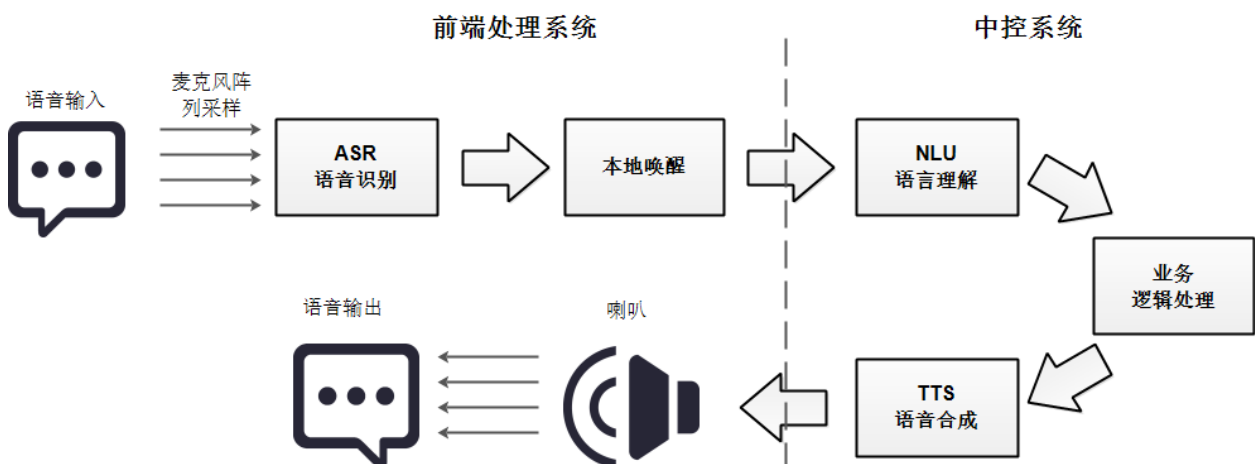 前端处理系统
中控系统
语音输入
麦克风阵
列采样
ASR
语音识别
本地唤醒
NLU
语言理解
业务
逻辑处理
语音输出
喇叭
TTS
语音合成